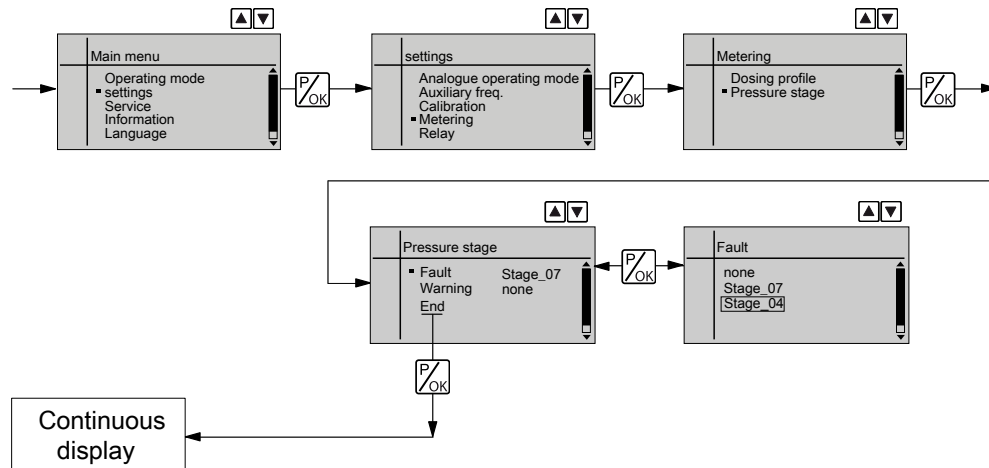 Main menu
Operating mode
settings
Service
Information
Language
P/OK
settings
Analogue operating mode
Auxiliary freq.
Calibration
Metering
Relay
P/OK
Metering
Dosing profile
Pressure stage
P/OK
Pressure stage
Fault Stage_07
Warning none
End
P/OK
Fault
none
Stage_07
Stage_04
P/OK
Continuous
display